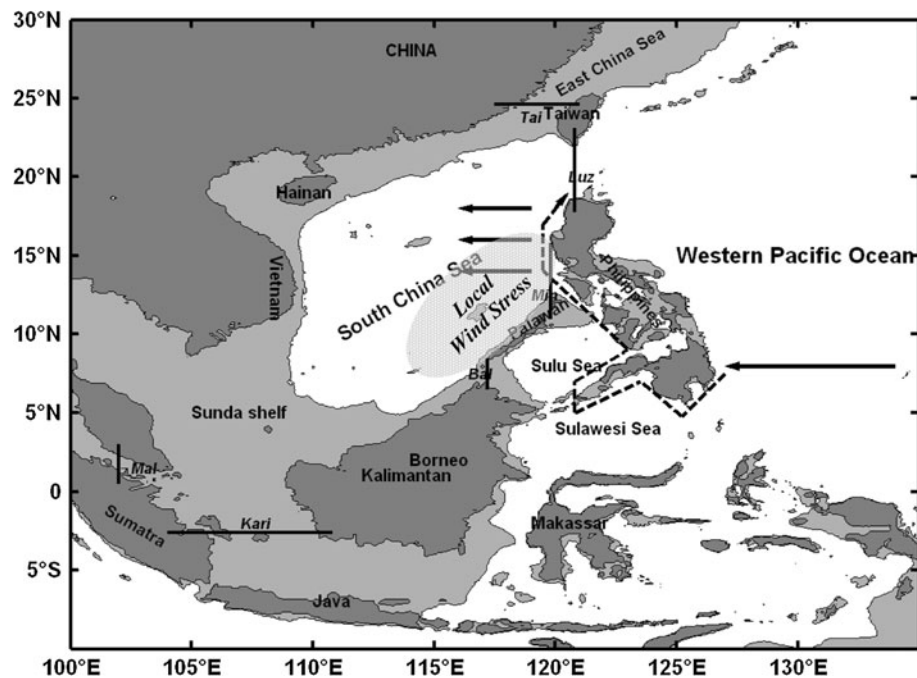 30°N
25°N
20°N
15°N
10°N
5°N
0
5°S
100°E
105°E
110°E
115°E
120°E
125°E
130°E
CHINA
East China Sea
Tai
Taiwan
Luz
Hainan
Vietnam
South China Sea
Local
Wind Stress
Western Pacific Ocean
Philippines
Min
Palawan
Bal
Sulu Sea
Sunda shelf
Sulawesi Sea
Borneo
Kalimantan
Mal
Kari
Sumatra
Makassar
Java